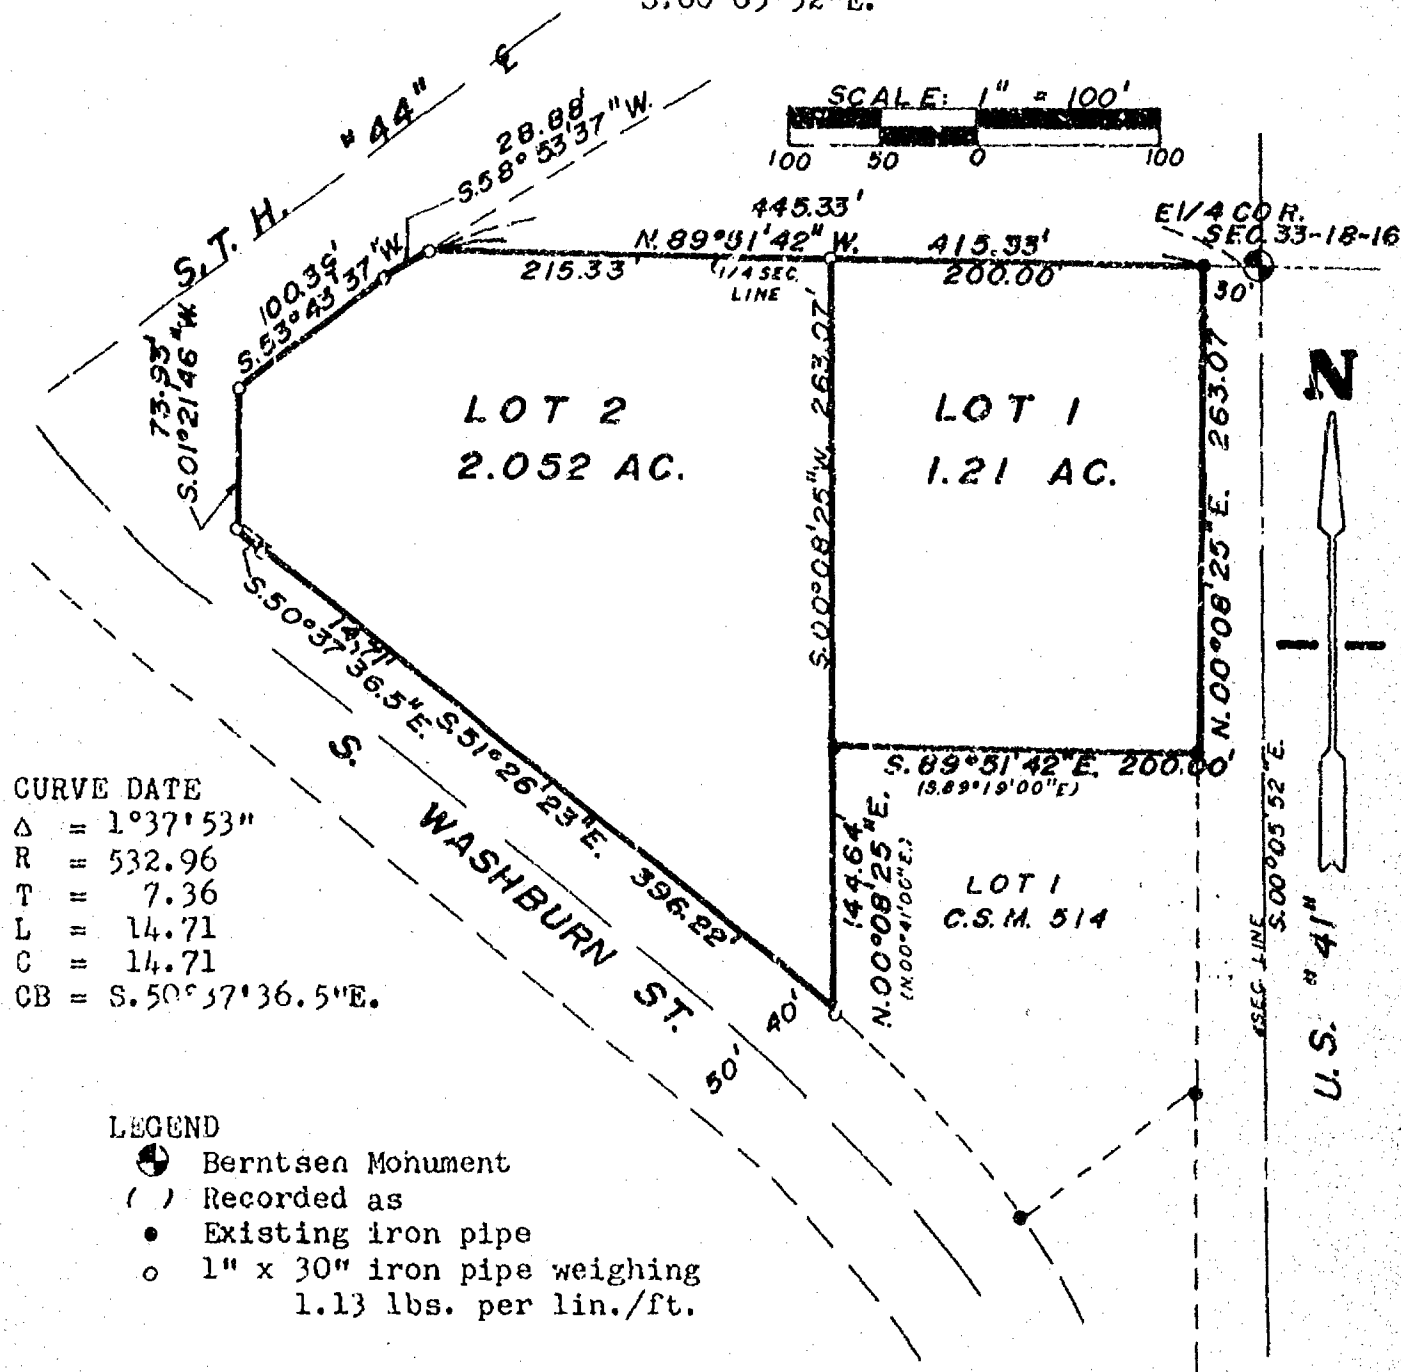 S.T.H. "44"
28.88'
S.58°53'37"W.
SCALE: 1" = 100'
100 50 0 100
445.33'
N.89°51'42"W.
415.33'
E1/4 COR.
SEC.33-18-16
215.33'
1/4 SEC.
LINE
200.00'
30'
100.39'
S.53°43'37"W.
73.93'
S.01°21'46"W.
LOT 2
2.052 AC.
S.00°08'25"W. 263.07'
LOT 1
1.21 AC.
N.00°08'25"E. 263.07'
N
14.71'
S.50°37'36.5"E.
S.51°26'23"E. 396.22'
S. WASHBURN ST.
40'
50'
S.89°51'42"E. 200.00'
(S.89°19'00"E)
144.64'
N.00°08'25"E.
(N.00°41'00"E.)
LOT 1
C.S.M. 514
SEC. LINE
S.00°05'52"E.
U.S. "41"
CURVE DATE
Δ = 1°37'53"
R = 532.96
T = 7.36
L = 14.71
C = 14.71
CB = S.50°37'36.5"E.
LEGEND
Berntsen Monument
( ) Recorded as
Existing iron pipe
1" x 30" iron pipe weighing
1.13 lbs. per lin./ft.